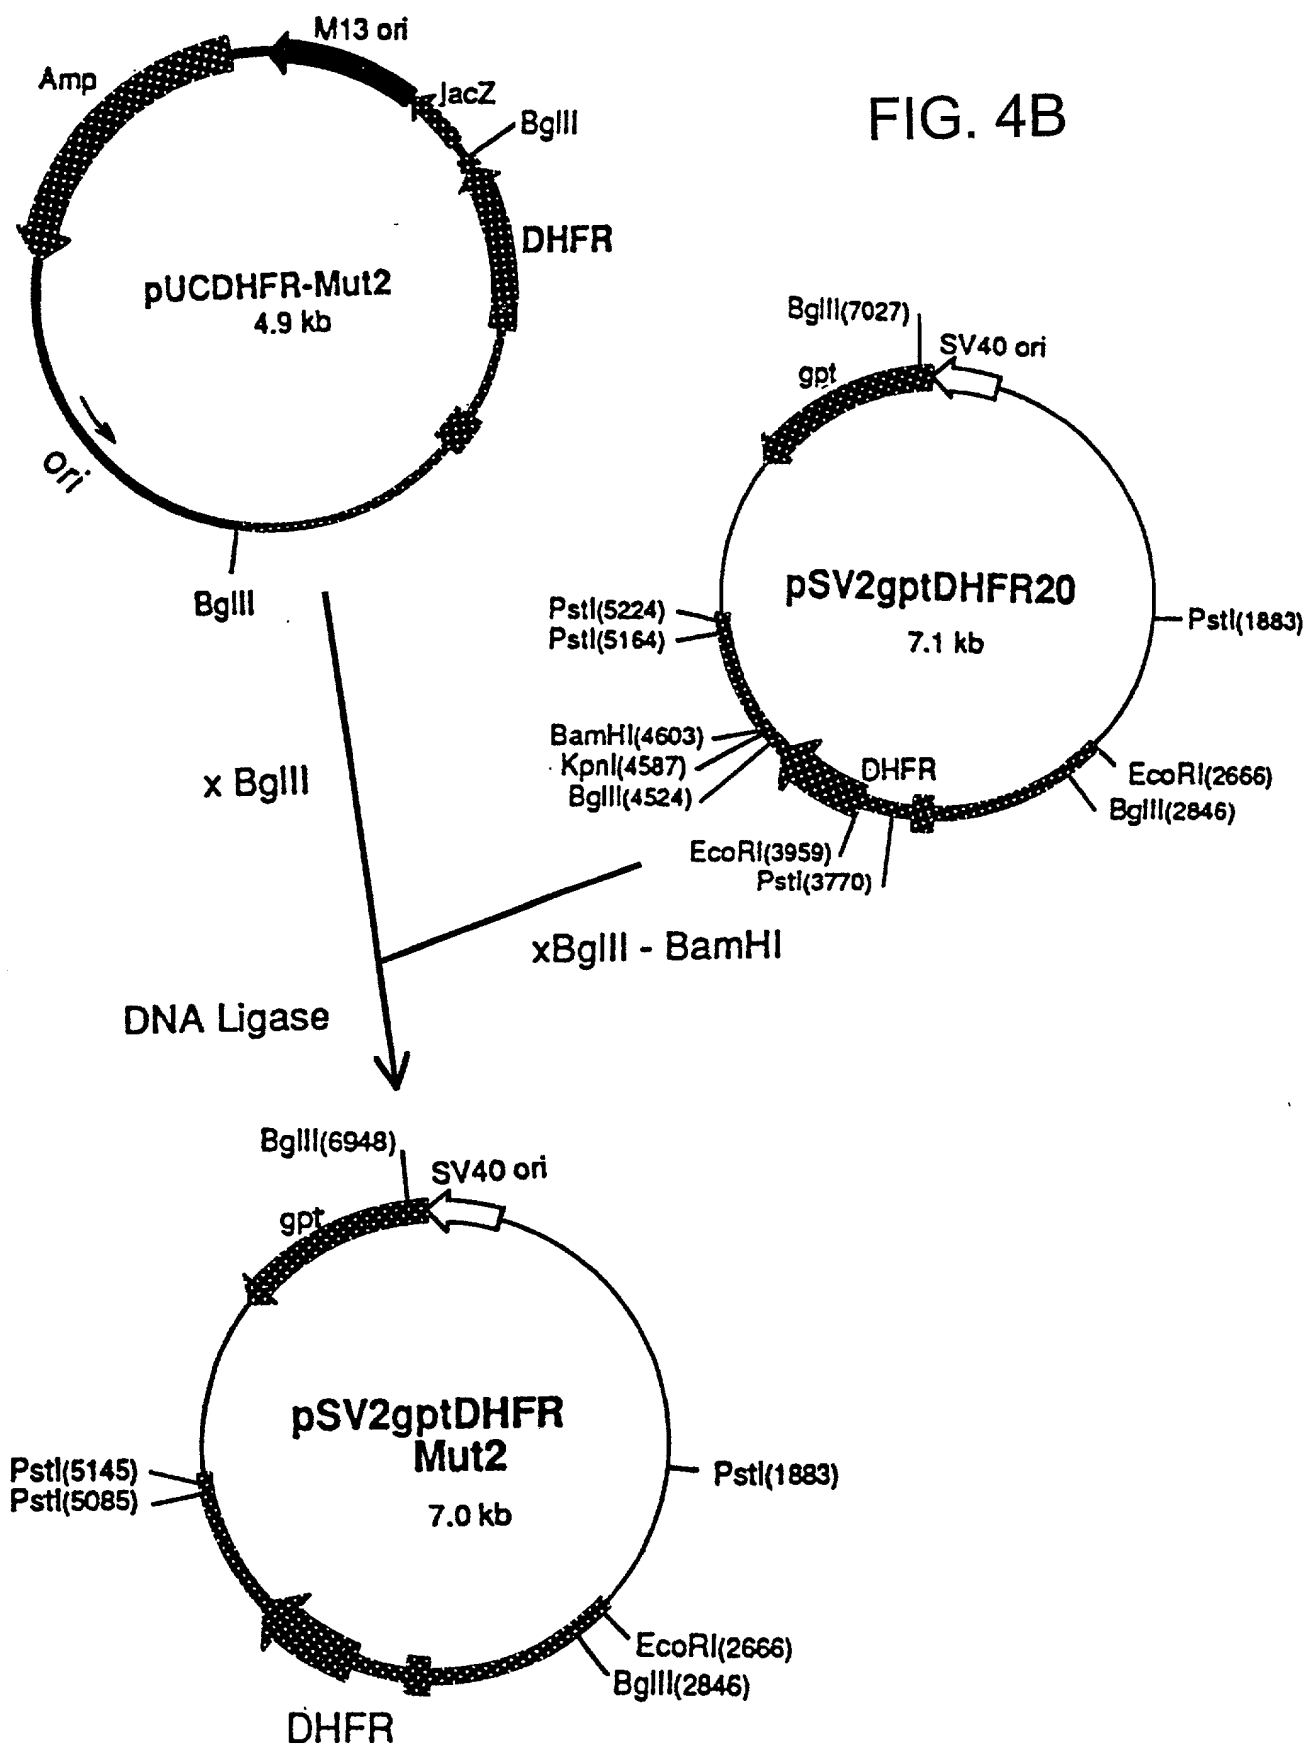 FIG. 4B
M13 ori
Amp
lacZ
BglII
DHFR
pUCDHFR-Mut2
4.9 kb
ori
BglII
BglII(7027)
SV40 ori
gpt
pSV2gptDHFR20
7.1 kb
PstI(5224)
PstI(5164)
PstI(1883)
BamHI(4603)
KpnI(4587)
BglII(4524)
DHFR
EcoRI(2666)
BglII(2846)
EcoRI(3959)
PstI(3770)
x BglII
xBglII - BamHI
DNA Ligase
BglII(6948)
SV40 ori
gpt
pSV2gptDHFR
Mut2
7.0 kb
PstI(5145)
PstI(5085)
PstI(1883)
EcoRI(2666)
BglII(2846)
DHFR